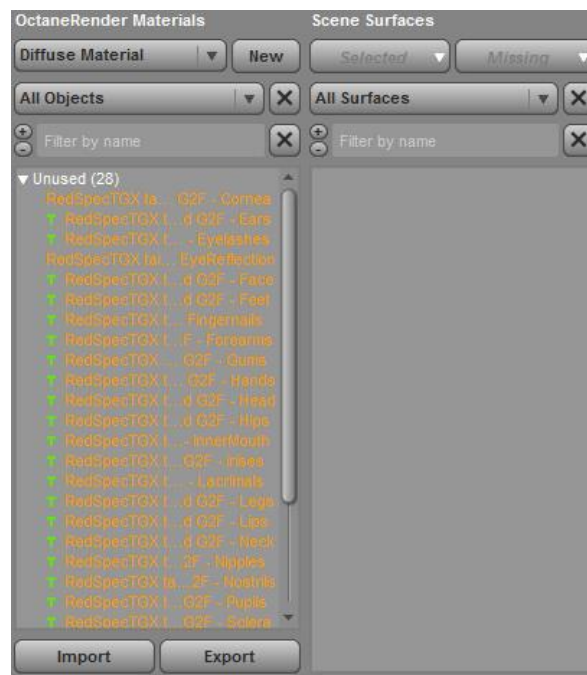 OctaneRender Materials
Scene Surfaces
Diffuse Material
New
Selected
Missing
All Objects
All Surfaces
Filter by name
Filter by name
Unused (28)
RedSpecTGX ta... G2F - Cornea
T RedSpecTGX t...d G2F - Ears
T RedSpecTGX t... - Eyelashes
RedSpecTGX tai... EyeReflection
T RedSpecTGX t...d G2F - Face
T RedSpecTGX t...d G2F - Feet
T RedSpecTGX t... Fingernails
T RedSpecTGX t...F - Forearms
T RedSpecTGX ... G2F - Gums
T RedSpecTGX t... G2F - Hands
T RedSpecTGX t...d G2F - Head
T RedSpecTGX t...d G2F - Hips
T RedSpecTGX t... - InnerMouth
T RedSpecTGX t...G2F - Irises
T RedSpecTGX t... - Lacrimals
T RedSpecTGX t...d G2F - Legs
T RedSpecTGX t...d G2F - Lips
T RedSpecTGX t...d G2F - Neck
T RedSpecTGX t...2F - Nipples
T RedSpecTGX ta...2F - Nostrils
T RedSpecTGX t...G2F - Pupils
T RedSpecTGX t...G2F - Sclera
Import
Export